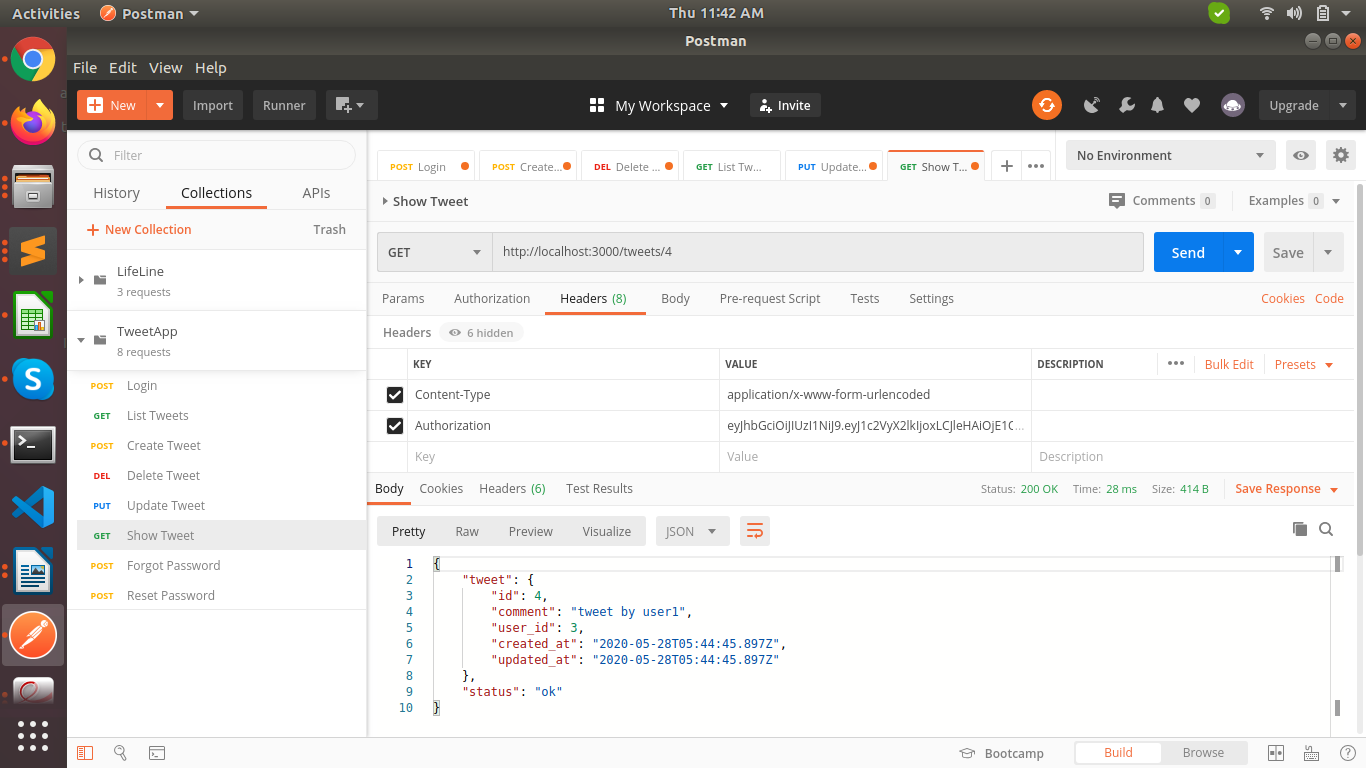 Activities Postman Thu 11:42 AM
Postman
File Edit View Help
New Import Runner My Workspace Invite Upgrade
Filter
History Collections APIs
New Collection Trash
LifeLine
3 requests
TweetApp
8 requests
POST Login
GET List Tweets
POST Create Tweet
DEL Delete Tweet
PUT Update Tweet
GET Show Tweet
POST Forgot Password
POST Reset Password
POST Login POST Create... DEL Delete ... GET List Tw... PUT Update... GET Show T... No Environment
Show Tweet Comments 0 Examples 0
GET http://localhost:3000/tweets/4 Send Save
Params Authorization Headers (8) Body Pre-request Script Tests Settings Cookies Code
Headers 6 hidden
KEY VALUE DESCRIPTION Bulk Edit Presets
Content-Type application/x-www-form-urlencoded
Authorization
Key Value Description
Body Cookies Headers (6) Test Results Status: 200 OK Time: 28 ms Size: 414 B Save Response
Pretty Raw Preview Visualize JSON
1 {
2 "tweet": {
3 "id": 4,
4 "comment": "tweet by user1",
5 "user_id": 3,
6 "created_at": "2020-05-28T05:44:45.897Z",
7 "updated_at": "2020-05-28T05:44:45.897Z"
8 },
9 "status": "ok"
10 }
Bootcamp Build Browse